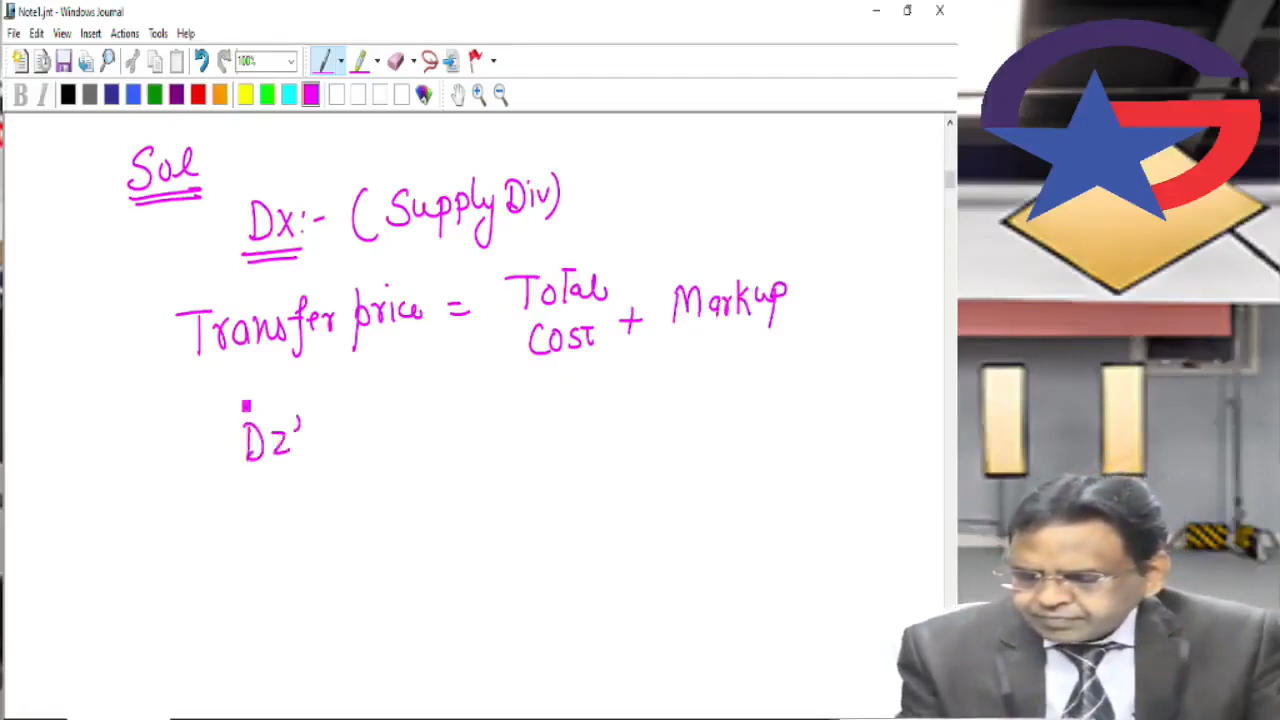 Note1.jnt - Windows Journal
File Edit View Insert Actions Tools Help
100%
B I
Sol
Dx:- (Supply Div)
Transfer price = Total Cost + Markup
Dz'